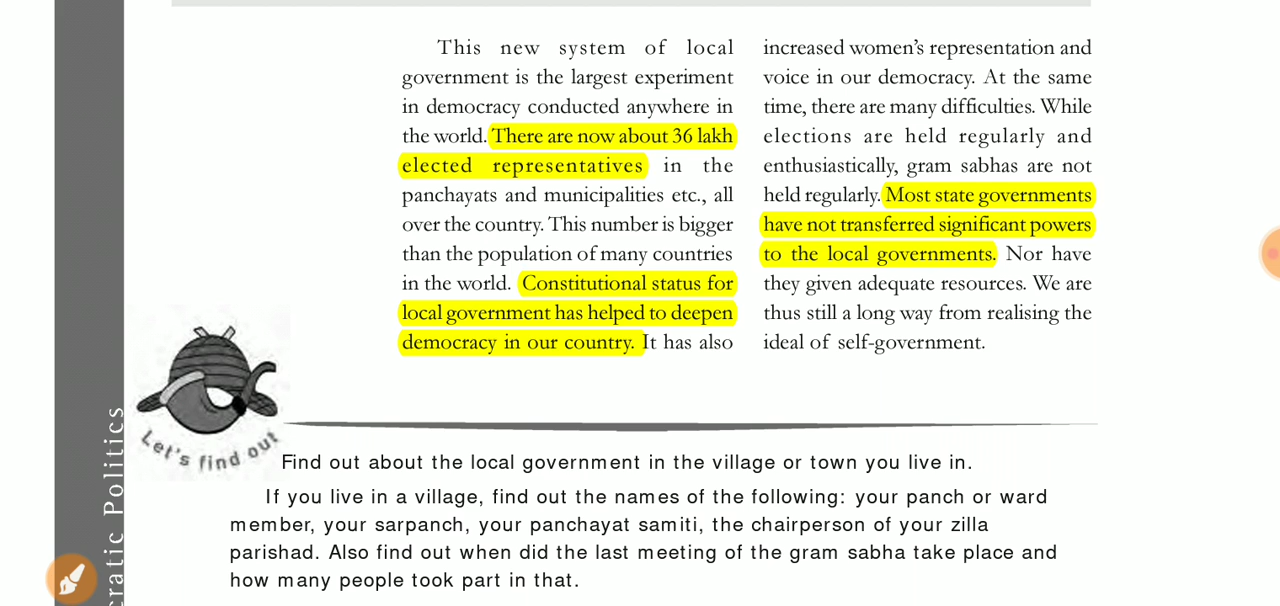 This new system of local
government is the largest experiment
in democracy conducted anywhere in
the world. There are now about 36 lakh
elected representatives in the
panchayats and municipalities etc., all
over the country. This number is bigger
than the population of many countries
in the world. Constitutional status for
local government has helped to deepen
democracy in our country. It has also
increased women’s representation and
voice in our democracy. At the same
time, there are many difficulties. While
elections are held regularly and
enthusiastically, gram sabhas are not
held regularly. Most state governments
have not transferred significant powers
to the local governments. Nor have
they given adequate resources. We are
thus still a long way from realising the
ideal of self-government.
cratic Politics
Let's find out
Find out about the local government in the village or town you live in.
If you live in a village, find out the names of the following: your panch or ward
member, your sarpanch, your panchayat samiti, the chairperson of your zilla
parishad. Also find out when did the last meeting of the gram sabha take place and
how many people took part in that.